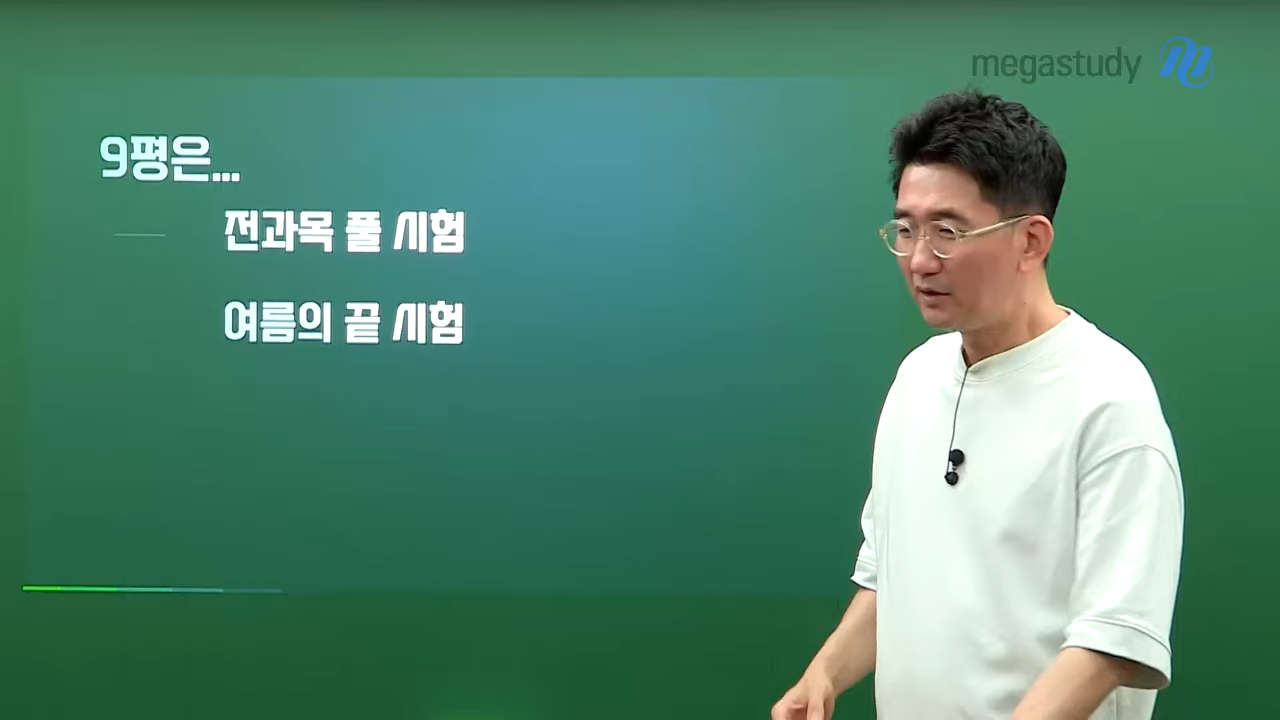 megastudy
9평은...
전과목 풀 시험
여름의 끝 시험